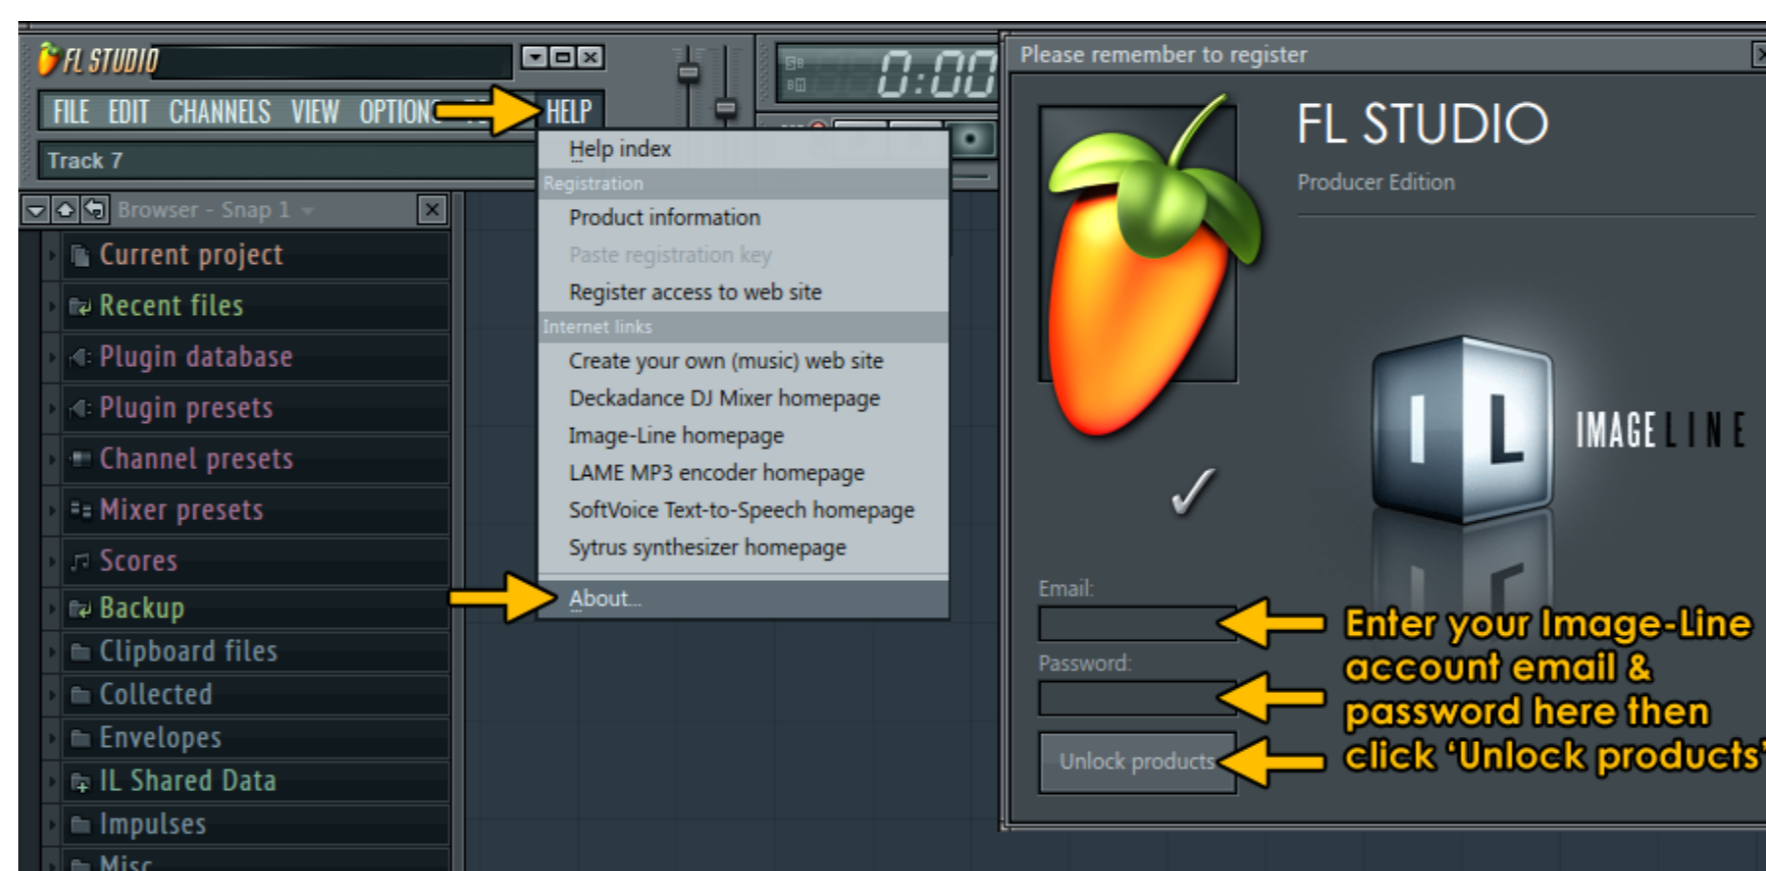 FL STUDIO
FILE EDIT CHANNELS VIEW OPTIONS HELP
Track 7
0:00
Browser - Snap 1
Current project
Recent files
Plugin database
Plugin presets
Channel presets
Mixer presets
Scores
Backup
Clipboard files
Collected
Envelopes
IL Shared Data
Impulses
Misc
Help index
Registration
Product information
Paste registration key
Register access to web site
Internet links
Create your own (music) web site
Deckadance DJ Mixer homepage
Image-Line homepage
LAME MP3 encoder homepage
SoftVoice Text-to-Speech homepage
Sytrus synthesizer homepage
About...
Please remember to register
FL STUDIO
Producer Edition
IL
IMAGELINE
Email:
Password:
Unlock products
Enter your Image-Line
account email &
password here then
click 'Unlock products'